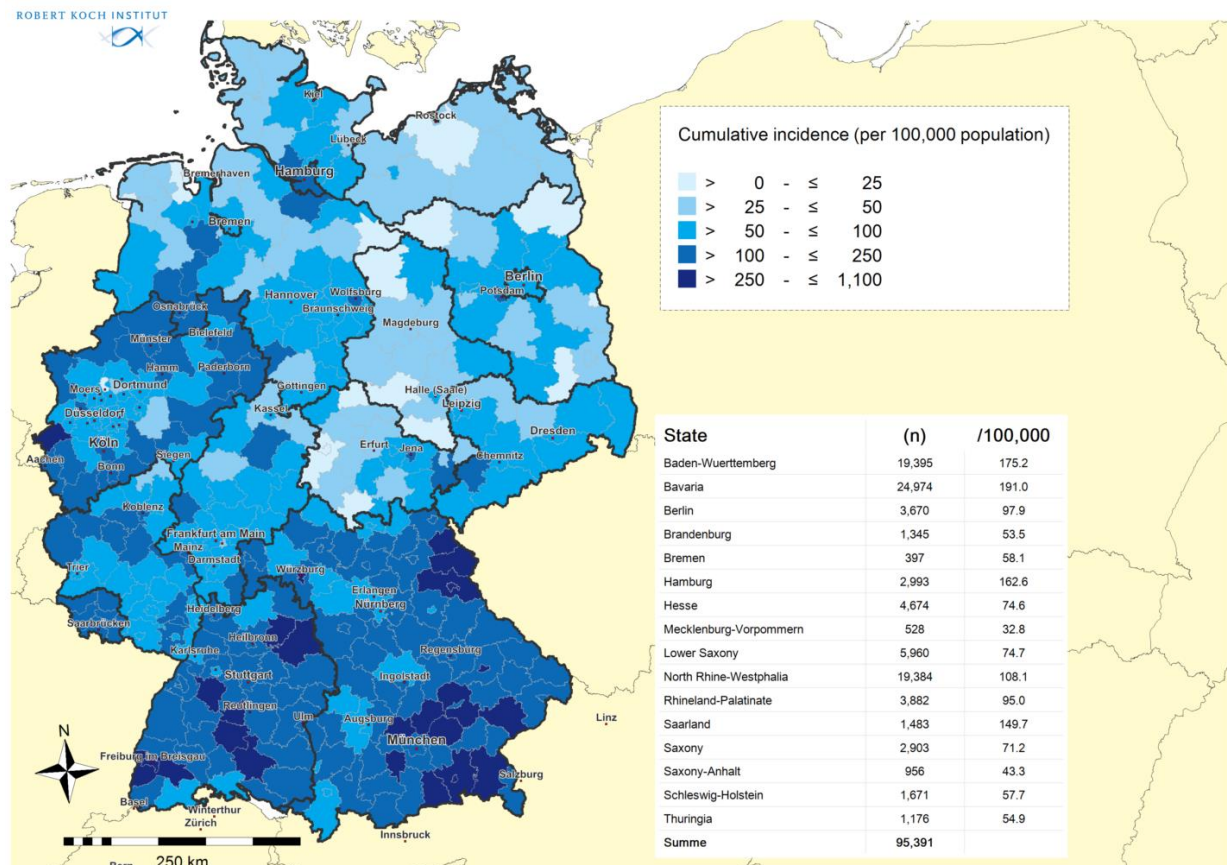 ROBERT KOCH INSTITUT
Cumulative incidence (per 100,000 population)
> 0 - ≤ 25
> 25 - ≤ 50
> 50 - ≤ 100
> 100 - ≤ 250
> 250 - ≤ 1,100
Kiel
Rostock
Lübeck
Hamburg
Bremerhaven
Bremen
Berlin
Potsdam
Hannover
Wolfsburg
Braunschweig
Magdeburg
Osnabrück
Bielefeld
Münster
Hamm
Paderborn
Moers
Dortmund
Göttingen
Halle (Saale)
Leipzig
Düsseldorf
Kassel
Dresden
Köln
Erfurt
Jena
Chemnitz
Aachen
Bonn
Siegen
Koblenz
Frankfurt am Main
Mainz
Darmstadt
Trier
Würzburg
Erlangen
Nürnberg
Heidelberg
Saarbrücken
Heilbronn
Karlsruhe
Regensburg
Stuttgart
Ingolstadt
Reutlingen
Ulm
Augsburg
Linz
München
Freiburg im Breisgau
Salzburg
Basel
Winterthur
Zürich
Innsbruck
N
250 km
State (n) /100,000
Baden-Wuerttemberg 19,395 175.2
Bavaria 24,974 191.0
Berlin 3,670 97.9
Brandenburg 1,345 53.5
Bremen 397 58.1
Hamburg 2,993 162.6
Hesse 4,674 74.6
Mecklenburg-Vorpommern 528 32.8
Lower Saxony 5,960 74.7
North Rhine-Westphalia 19,384 108.1
Rhineland-Palatinate 3,882 95.0
Saarland 1,483 149.7
Saxony 2,903 71.2
Saxony-Anhalt 956 43.3
Schleswig-Holstein 1,671 57.7
Thuringia 1,176 54.9
Summe 95,391